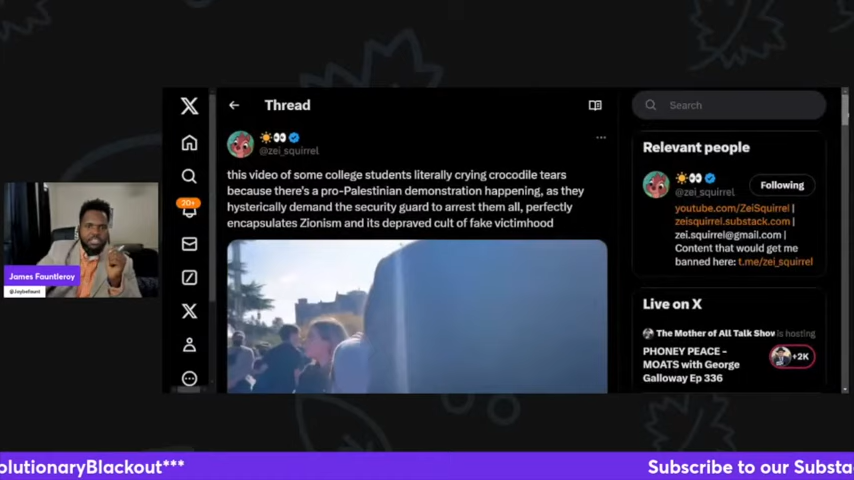 Thread
Search
@zei_squirrel
this video of some college students literally crying crocodile tears
because there's a pro-Palestinian demonstration happening, as they
hysterically demand the security guard to arrest them all, perfectly
encapsulates Zionism and its depraved cult of fake victimhood
20+
James Fauntleroy
@Jaybefaunt
Relevant people
@zei_squirrel
Following
youtube.com/ZeiSquirrel |
zeisquirrel.substack.com |
zei.squirrel@gmail.com |
Content that would get me
banned here: t.me/zei_squirrel
Live on X
The Mother of All Talk Show is hosting
PHONEY PEACE -
MOATS with George
Galloway Ep 336
+2K
olutionaryBlackout*** Subscribe to our Substa